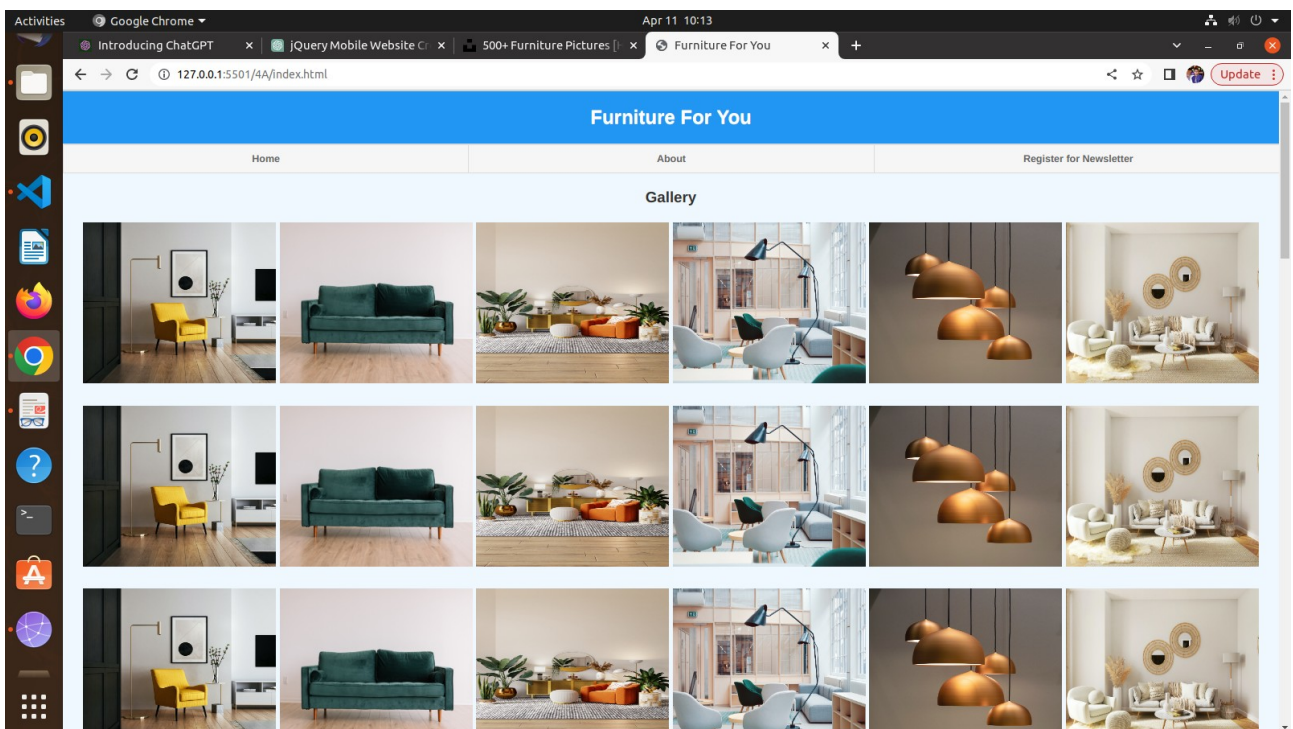 Activities Google Chrome Apr 11 10:13
Introducing ChatGPT jQuery Mobile Website Cr 500+ Furniture Pictures [H Furniture For You
127.0.0.1:5501/4A/index.html Update
Furniture For You
Home About Register for Newsletter
Gallery